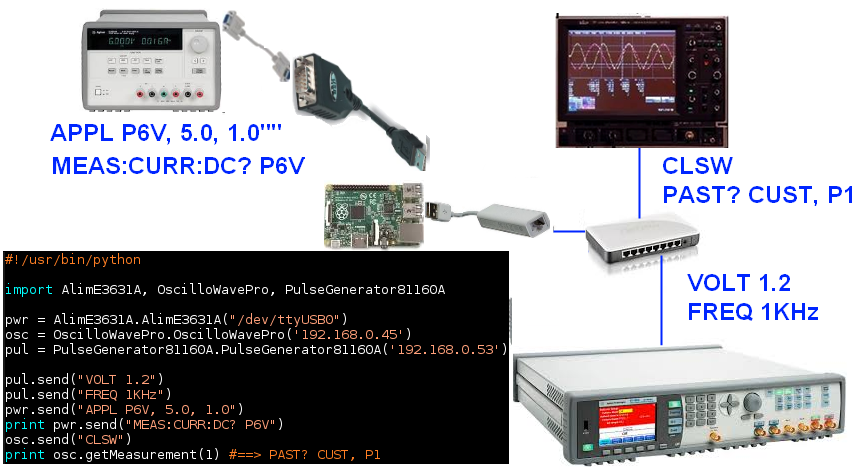 APPL P6V, 5.0, 1.0""
MEAS:CURR:DC? P6V
CLSW
PAST? CUST, P1
VOLT 1.2
FREQ 1KHz
#!/usr/bin/python
import AlimE3631A, OscilloWavePro, PulseGenerator81160A
pwr = AlimE3631A.AlimE3631A("/dev/ttyUSB0")
osc = OscilloWavePro.OscilloWavePro('192.168.0.45')
pul = PulseGenerator81160A.PulseGenerator81160A('192.168.0.53')
pul.send("VOLT 1.2")
pul.send("FREQ 1KHz")
pwr.send("APPL P6V, 5.0, 1.0")
print pwr.send("MEAS:CURR:DC? P6V")
osc.send("CLSW")
print osc.getMeasurement(1) #==> PAST? CUST, P1